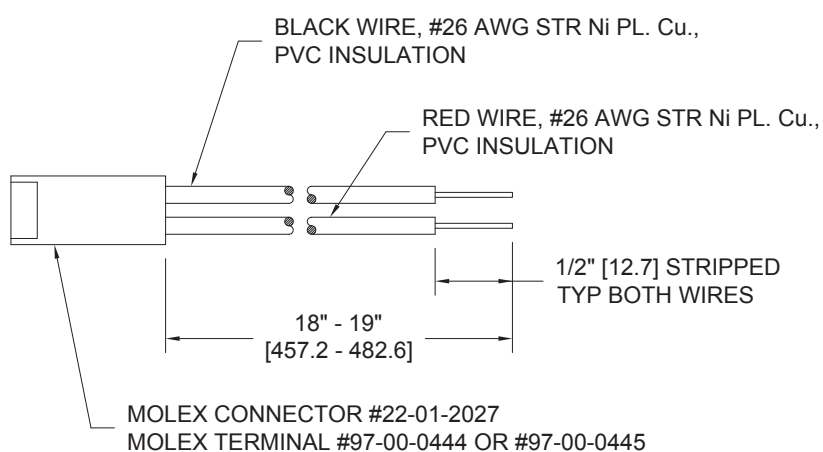 BLACK WIRE, #26 AWG STR Ni PL. Cu.,
PVC INSULATION
RED WIRE, #26 AWG STR Ni PL. Cu.,
PVC INSULATION
1/2" [12.7] STRIPPED
TYP BOTH WIRES
18" - 19"
[457.2 - 482.6]
MOLEX CONNECTOR #22-01-2027
MOLEX TERMINAL #97-00-0444 OR #97-00-0445